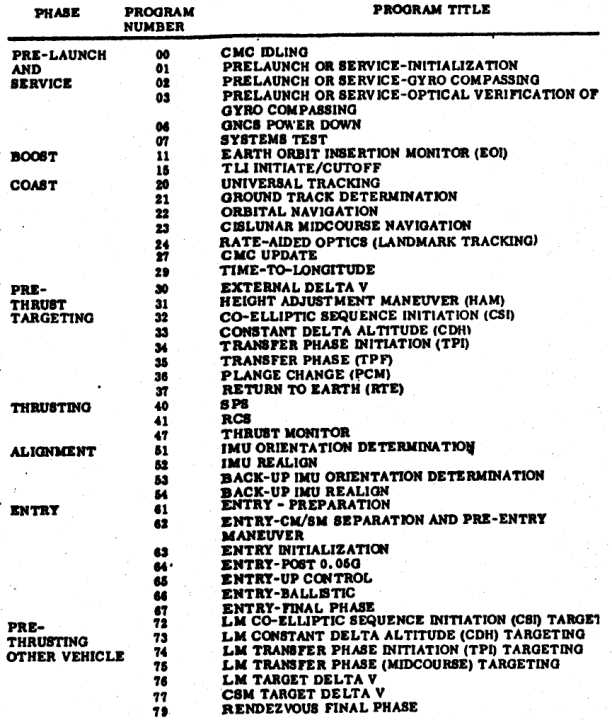 PHASE PROGRAM PROGRAM TITLE
NUMBER
PRE-LAUNCH 00 CMC IDLING
AND 01 PRELAUNCH OR SERVICE-INITIALIZATION
SERVICE 02 PRELAUNCH OR SERVICE-GYRO COMPASSING
03 PRELAUNCH OR SERVICE-OPTICAL VERIFICATION OF
GYRO COMPASSING
06 GNCS POWER DOWN
07 SYSTEMS TEST
BOOST 11 EARTH ORBIT INSERTION MONITOR (EOI)
15 TLI INITIATE/CUTOFF
COAST 20 UNIVERSAL TRACKING
21 GROUND TRACK DETERMINATION
22 ORBITAL NAVIGATION
23 CISLUNAR MIDCOURSE NAVIGATION
24 RATE-AIDED OPTICS (LANDMARK TRACKING)
27 CMC UPDATE
29 TIME-TO-LONGITUDE
PRE- 30 EXTERNAL DELTA V
THRUST 31 HEIGHT ADJUSTMENT MANEUVER (HAM)
TARGETING 32 CO-ELLIPTIC SEQUENCE INITIATION (CSI)
33 CONSTANT DELTA ALTITUDE (CDH)
34 TRANSFER PHASE INITIATION (TPI)
35 TRANSFER PHASE (TPF)
36 PLANGE CHANGE (PCM)
37 RETURN TO EARTH (RTE)
THRUSTING 40 SPS
41 RCS
47 THRUST MONITOR
ALIGNMENT 51 IMU ORIENTATION DETERMINATION
52 IMU REALIGN
53 BACK-UP IMU ORIENTATION DETERMINATION
54 BACK-UP IMU REALIGN
ENTRY 61 ENTRY - PREPARATION
62 ENTRY-CM/SM SEPARATION AND PRE-ENTRY
MANEUVER
63 ENTRY INITIALIZATION
64 ENTRY-POST 0.05G
65 ENTRY-UP CONTROL
66 ENTRY-BALLISTIC
67 ENTRY-FINAL PHASE
PRE- 72 LM CO-ELLIPTIC SEQUENCE INITIATION (CSI) TARGET
THRUSTING 73 LM CONSTANT DELTA ALTITUDE (CDH) TARGETING
OTHER VEHICLE 74 LM TRANSFER PHASE INITIATION (TPI) TARGETING
75 LM TRANSFER PHASE (MIDCOURSE) TARGETING
76 LM TARGET DELTA V
77 CSM TARGET DELTA V
79 RENDEZVOUS FINAL PHASE